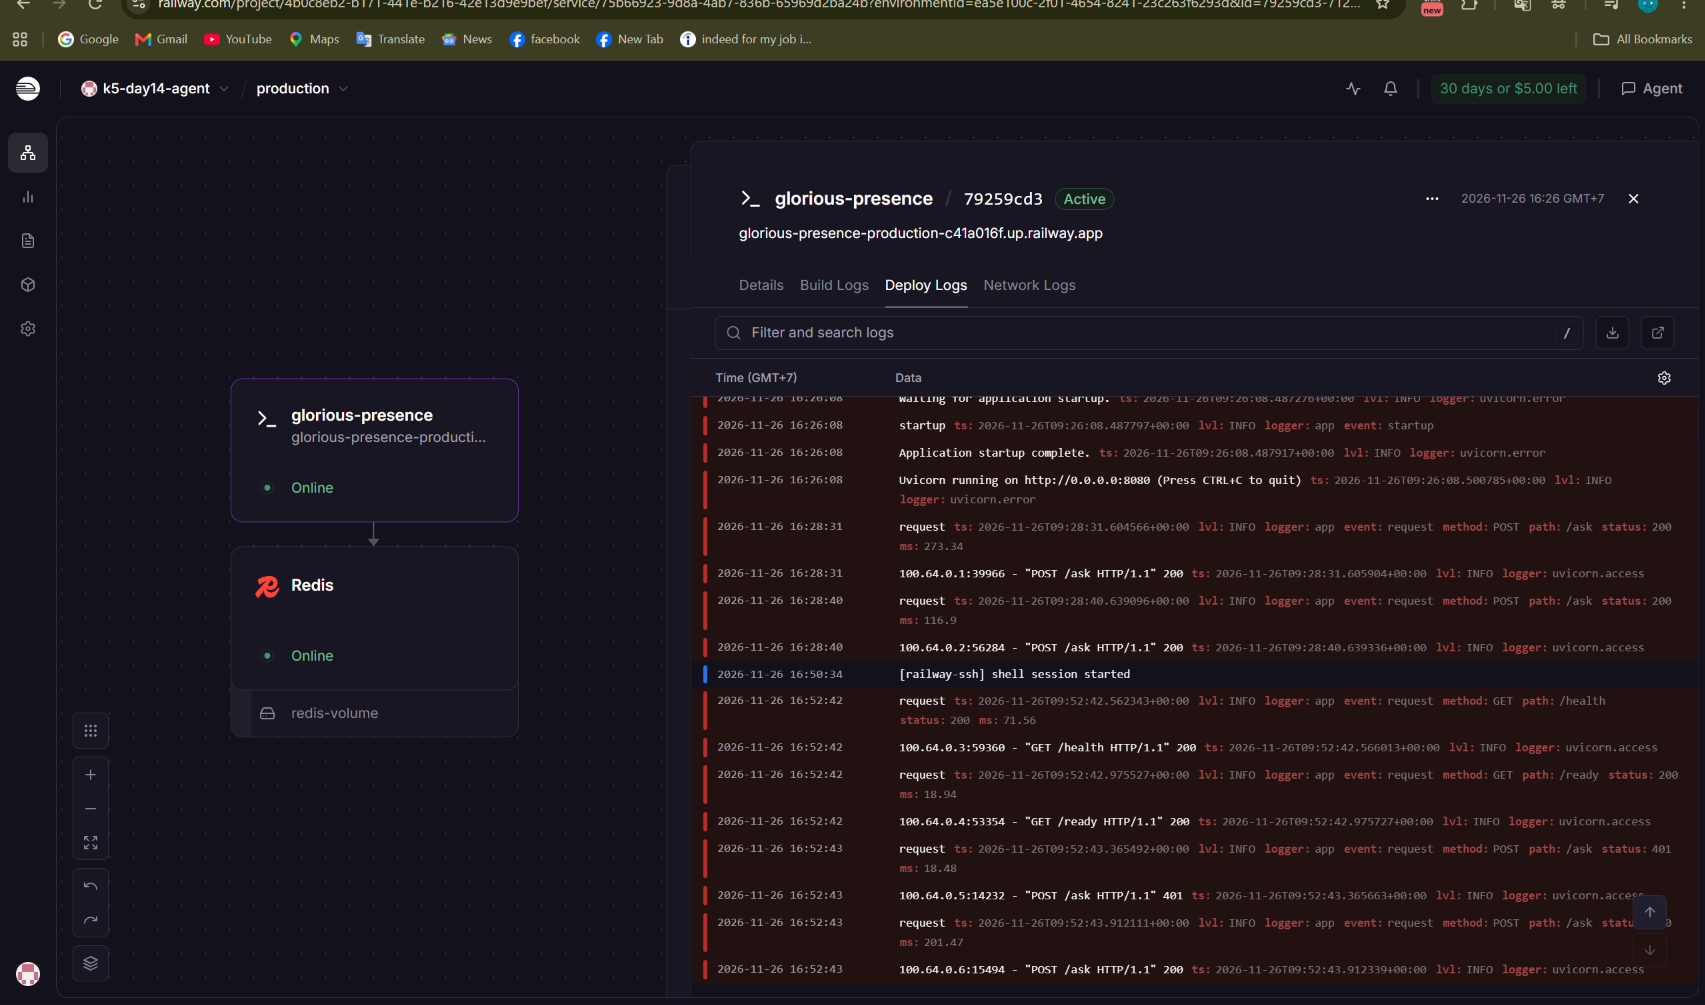 Google
Gmail
YouTube
Maps
Translate
News
facebook
New Tab
indeed for my job i...
All Bookmarks
new
k5-day14-agent
/
production
30 days or $5.00 left
Agent
glorious-presence / 79259cd3 Active
2026-11-26 16:26 GMT+7
glorious-presence-production-c41a016f.up.railway.app
Details
Build Logs
Deploy Logs
Network Logs
Filter and search logs
/
Time (GMT+7)
Data
2026-11-26 16:26:08 Waiting for application startup. ts: 2026-11-26T09:26:08.487276+00:00 lvl: INFO logger: uvicorn.error
2026-11-26 16:26:08 startup ts: 2026-11-26T09:26:08.487797+00:00 lvl: INFO logger: app event: startup
2026-11-26 16:26:08 Application startup complete. ts: 2026-11-26T09:26:08.487917+00:00 lvl: INFO logger: uvicorn.error
2026-11-26 16:26:08 Uvicorn running on http://0.0.0.0:8080 (Press CTRL+C to quit) ts: 2026-11-26T09:26:08.500785+00:00 lvl: INFO
logger: uvicorn.error
2026-11-26 16:28:31 request ts: 2026-11-26T09:28:31.604566+00:00 lvl: INFO logger: app event: request method: POST path: /ask status: 200
ms: 273.34
2026-11-26 16:28:31 100.64.0.1:39966 - "POST /ask HTTP/1.1" 200 ts: 2026-11-26T09:28:31.605904+00:00 lvl: INFO logger: uvicorn.access
2026-11-26 16:28:40 request ts: 2026-11-26T09:28:40.639096+00:00 lvl: INFO logger: app event: request method: POST path: /ask status: 200
ms: 116.9
2026-11-26 16:28:40 100.64.0.2:56284 - "POST /ask HTTP/1.1" 200 ts: 2026-11-26T09:28:40.639336+00:00 lvl: INFO logger: uvicorn.access
2026-11-26 16:50:34 [railway-ssh] shell session started
2026-11-26 16:52:42 request ts: 2026-11-26T09:52:42.562343+00:00 lvl: INFO logger: app event: request method: GET path: /health
status: 200 ms: 71.56
2026-11-26 16:52:42 100.64.0.3:59360 - "GET /health HTTP/1.1" 200 ts: 2026-11-26T09:52:42.566013+00:00 lvl: INFO logger: uvicorn.access
2026-11-26 16:52:42 request ts: 2026-11-26T09:52:42.975527+00:00 lvl: INFO logger: app event: request method: GET path: /ready status: 200
ms: 18.94
2026-11-26 16:52:42 100.64.0.4:53354 - "GET /ready HTTP/1.1" 200 ts: 2026-11-26T09:52:42.975727+00:00 lvl: INFO logger: uvicorn.access
2026-11-26 16:52:43 request ts: 2026-11-26T09:52:43.365492+00:00 lvl: INFO logger: app event: request method: POST path: /ask status: 401
ms: 18.48
2026-11-26 16:52:43 100.64.0.5:14232 - "POST /ask HTTP/1.1" 401 ts: 2026-11-26T09:52:43.365663+00:00 lvl: INFO logger: uvicorn.access
2026-11-26 16:52:43 request ts: 2026-11-26T09:52:43.912111+00:00 lvl: INFO logger: app event: request method: POST path: /ask
ms: 201.47
2026-11-26 16:52:43 100.64.0.6:15494 - "POST /ask HTTP/1.1" 200 ts: 2026-11-26T09:52:43.912339+00:00 lvl: INFO logger: uvicorn.access
glorious-presence
glorious-presence-producti...
Online
Redis
Online
redis-volume